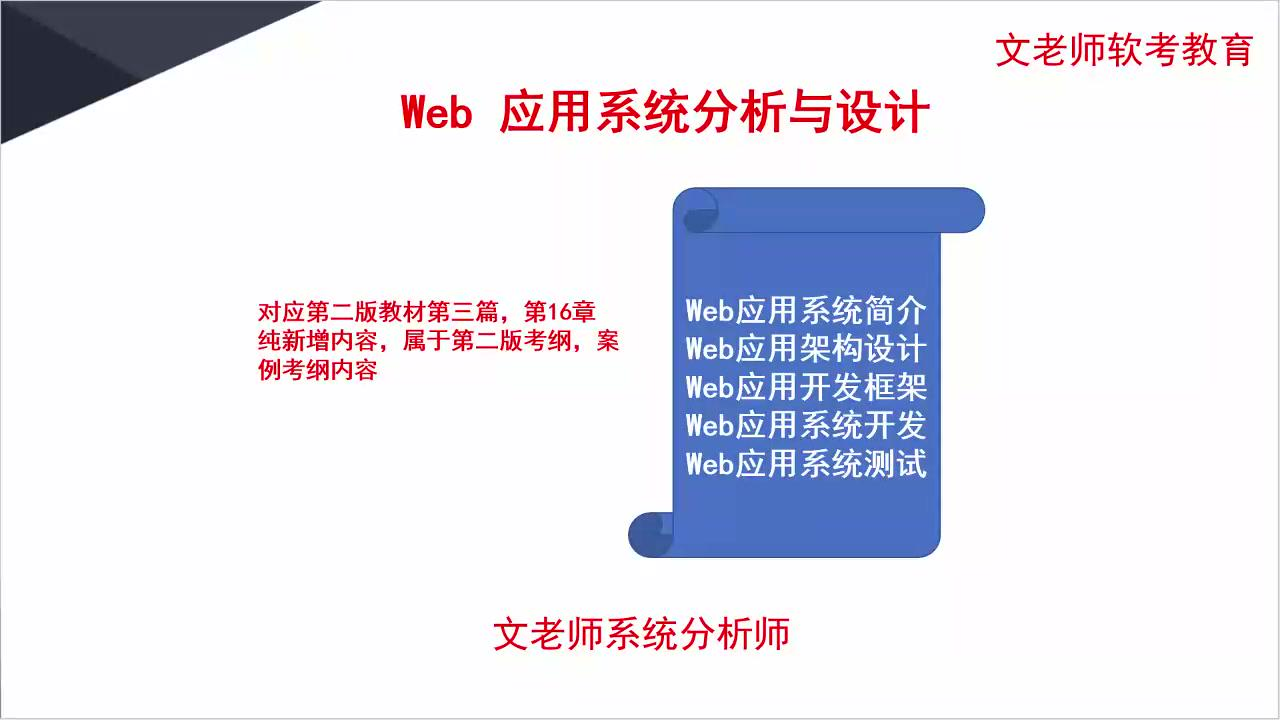 文老师软考教育
Web 应用系统分析与设计
对应第二版教材第三篇，第16章
纯新增内容，属于第二版考纲，案
例考纲内容
Web应用系统简介
Web应用架构设计
Web应用开发框架
Web应用系统开发
Web应用系统测试
文老师系统分析师